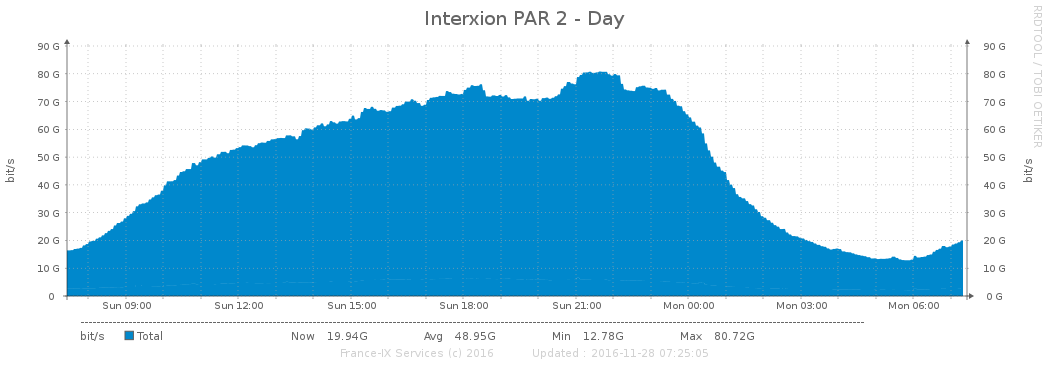 Interxion PAR 2 - Day
RRDTOOL / TOBI OETIKER
bit/s
90 G
80 G
70 G
60 G
50 G
40 G
30 G
20 G
10 G
0
90 G
80 G
70 G
60 G
50 G
40 G
30 G
20 G
10 G
0 G
bit/s
Sun 09:00 Sun 12:00 Sun 15:00 Sun 18:00 Sun 21:00 Mon 00:00 Mon 03:00 Mon 06:00
bit/s Total Now 19.94G Avg 48.95G Min 12.78G Max 80.72G
France-IX Services (c) 2016 Updated : 2016-11-28 07:25:05